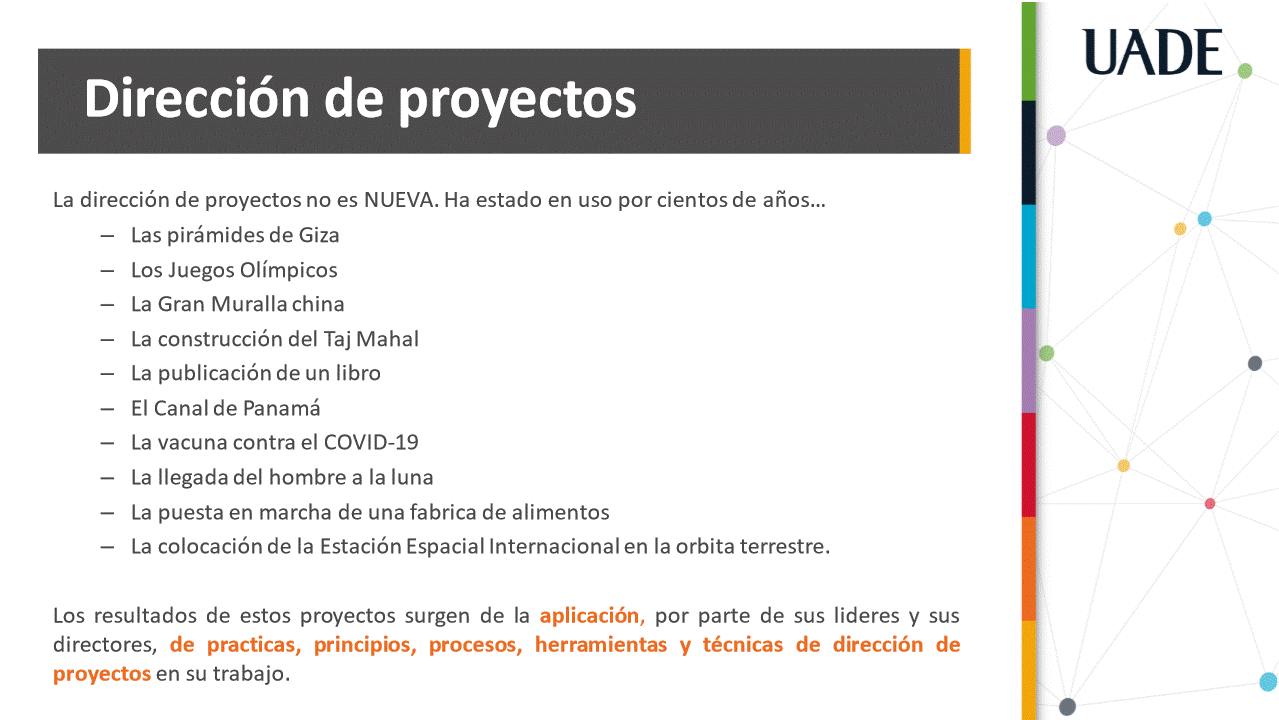 UADE
Dirección de proyectos
La dirección de proyectos no es NUEVA. Ha estado en uso por cientos de años…
– Las pirámides de Giza
– Los Juegos Olímpicos
– La Gran Muralla china
– La construcción del Taj Mahal
– La publicación de un libro
– El Canal de Panamá
– La vacuna contra el COVID-19
– La llegada del hombre a la luna
– La puesta en marcha de una fabrica de alimentos
– La colocación de la Estación Espacial Internacional en la orbita terrestre.
Los resultados de estos proyectos surgen de la aplicación, por parte de sus lideres y sus
directores, de practicas, principios, procesos, herramientas y técnicas de dirección de
proyectos en su trabajo.